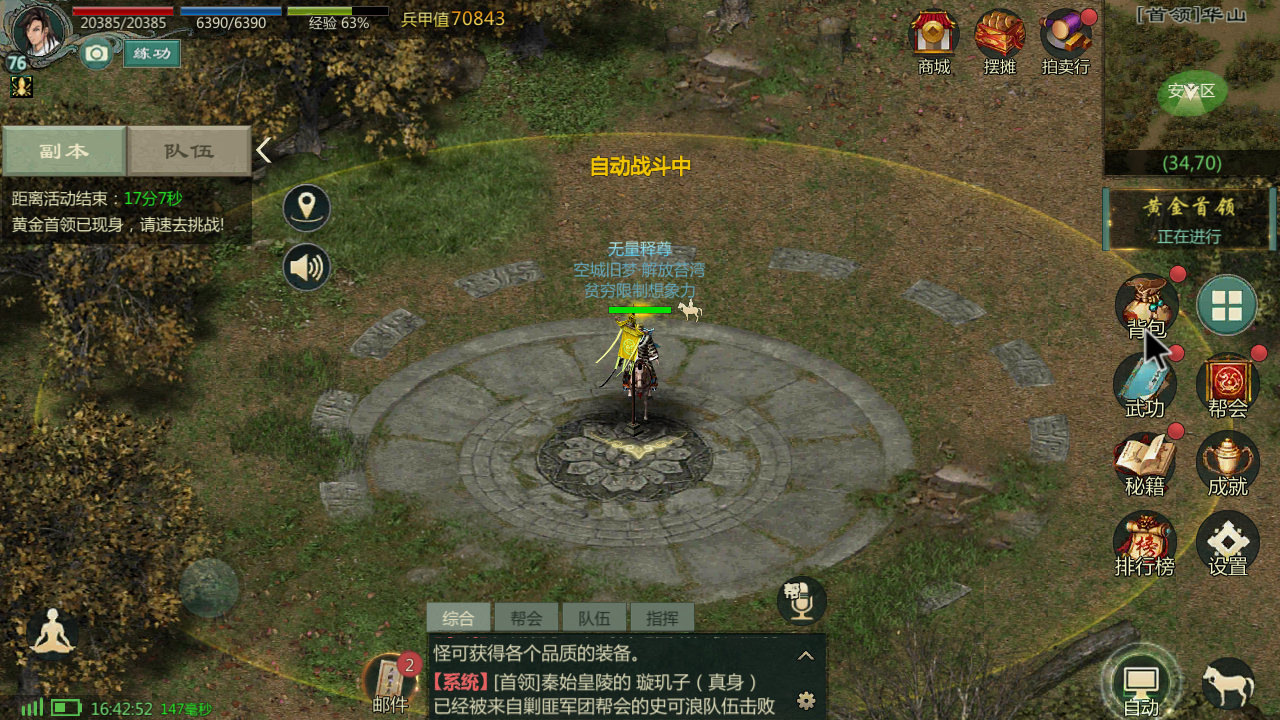 20385/20385
6390/6390
经验 63%
兵甲值70843
76
练功
商城
摆摊
拍卖行
[首领]华山
安全区
(34,70)
副本
队伍
距离活动结束：17分7秒
黄金首领已现身，请速去挑战!
自动战斗中
黄金首领
正在进行
无量释尊
空城旧梦·解放苔湾
贫穷限制想象力
背包
武功
帮会
秘籍
成就
排行榜
设置
综合
帮会
队伍
指挥
帮
怪可获得各个品质的装备。
【系统】[首领]秦始皇陵的 璇玑子（真身）
已经被来自剿匪军团帮会的史可浪队伍击败
2
邮件
16:42:52
147毫秒
自动